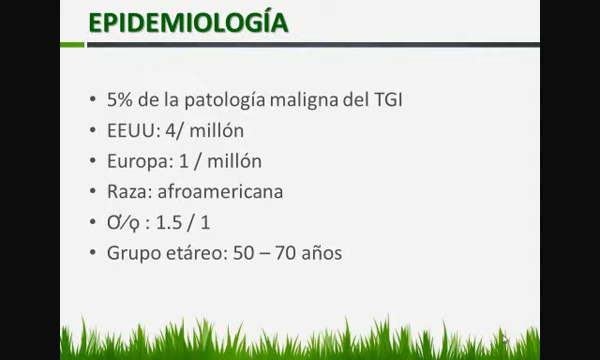 EPIDEMIOLOGÍA
• 5% de la patología maligna del TGI
• EEUU: 4/ millón
• Europa: 1 / millón
• Raza: afroamericana
• Ơ/ϙ : 1.5 / 1
• Grupo etáreo: 50 – 70 años